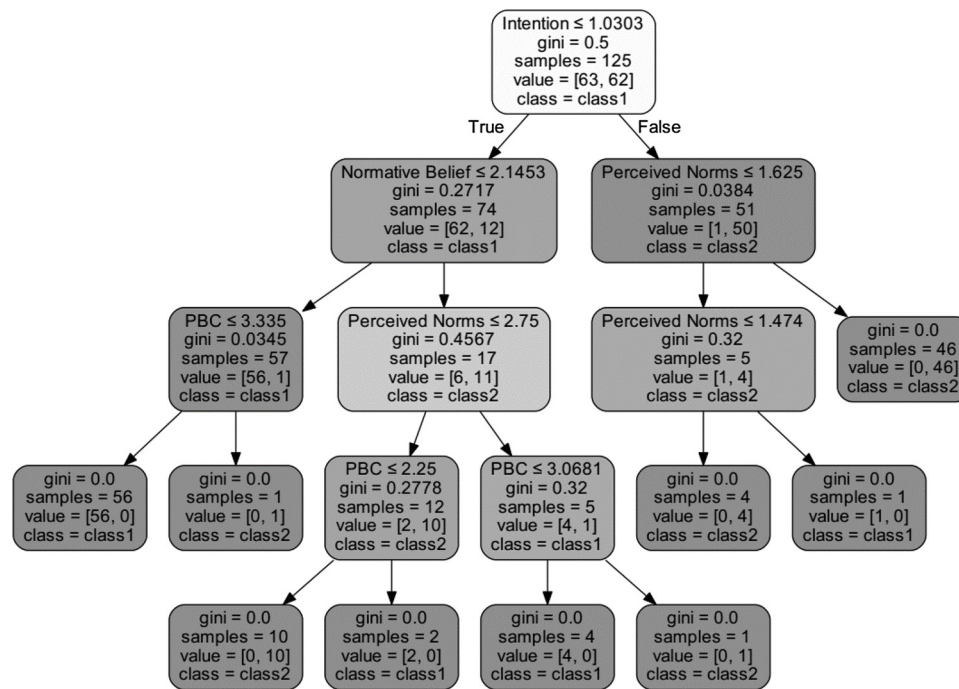 Intention ≤ 1.0303
gini = 0.5
samples = 125
value = [63, 62]
class = class1
True
False
Normative Belief ≤ 2.1453
gini = 0.2717
samples = 74
value = [62, 12]
class = class1
Perceived Norms ≤ 1.625
gini = 0.0384
samples = 51
value = [1, 50]
class = class2
PBC ≤ 3.335
gini = 0.0345
samples = 57
value = [56, 1]
class = class1
Perceived Norms ≤ 2.75
gini = 0.4567
samples = 17
value = [6, 11]
class = class2
Perceived Norms ≤ 1.474
gini = 0.32
samples = 5
value = [1, 4]
class = class2
gini = 0.0
samples = 46
value = [0, 46]
class = class2
gini = 0.0
samples = 56
value = [56, 0]
class = class1
gini = 0.0
samples = 1
value = [0, 1]
class = class2
PBC ≤ 2.25
gini = 0.2778
samples = 12
value = [2, 10]
class = class2
PBC ≤ 3.0681
gini = 0.32
samples = 5
value = [4, 1]
class = class1
gini = 0.0
samples = 4
value = [0, 4]
class = class2
gini = 0.0
samples = 1
value = [1, 0]
class = class1
gini = 0.0
samples = 10
value = [0, 10]
class = class2
gini = 0.0
samples = 2
value = [2, 0]
class = class1
gini = 0.0
samples = 4
value = [4, 0]
class = class1
gini = 0.0
samples = 1
value = [0, 1]
class = class2